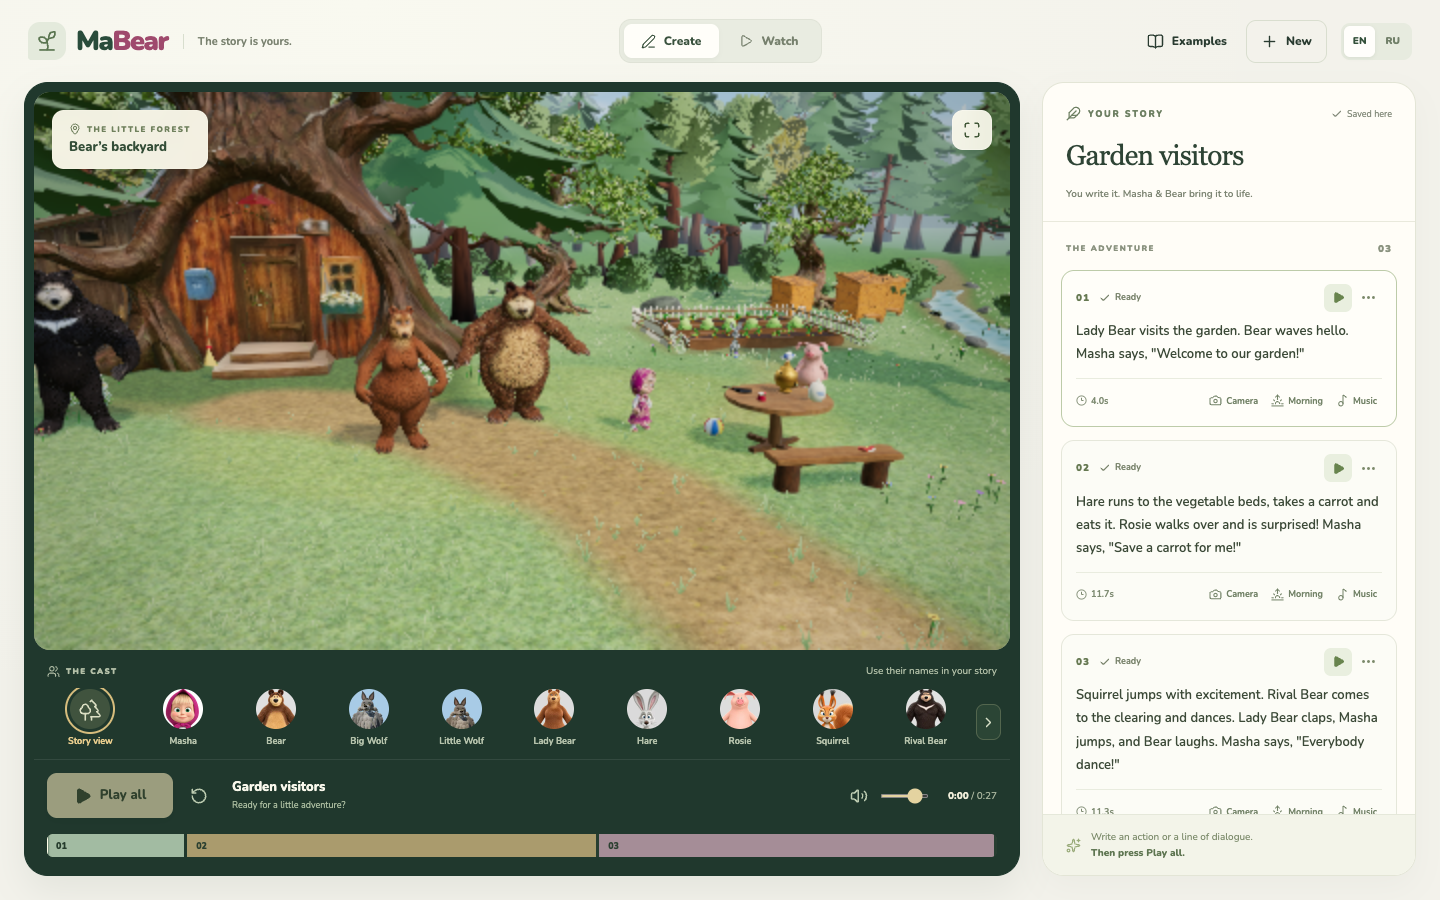 MaBear
The story is yours.
Create
Watch
Examples
New
EN
RU
THE LITTLE FOREST
Bear's backyard
THE CAST
Use their names in your story
Story view
Masha
Bear
Big Wolf
Little Wolf
Lady Bear
Hare
Rosie
Squirrel
Rival Bear
Play all
Garden visitors
Ready for a little adventure?
0:00 / 0:27
01
02
03
YOUR STORY
Saved here
Garden visitors
You write it. Masha & Bear bring it to life.
THE ADVENTURE
03
01
Ready
Lady Bear visits the garden. Bear waves hello.
Masha says, "Welcome to our garden!"
4.0s
Camera
Morning
Music
02
Ready
Hare runs to the vegetable beds, takes a carrot and
eats it. Rosie walks over and is surprised! Masha
says, "Save a carrot for me!"
11.7s
Camera
Morning
Music
03
Ready
Squirrel jumps with excitement. Rival Bear comes
to the clearing and dances. Lady Bear claps, Masha
jumps, and Bear laughs. Masha says, "Everybody
dance!"
11.3s
Camera
Morning
Music
Write an action or a line of dialogue.
Then press Play all.